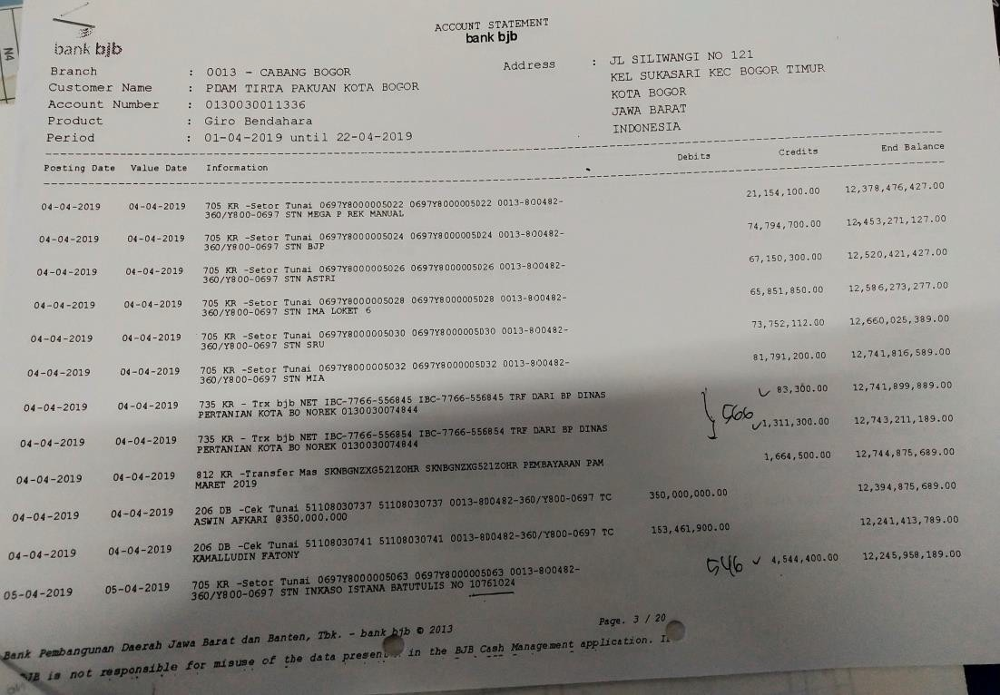 N4
ACCOUNT STATEMENT
bank bjb
bank bjb
Branch : 0013 - CABANG BOGOR
Customer Name : PDAM TIRTA PAKUAN KOTA BOGOR
Account Number : 0130030011336
Product : Giro Bendahara
Period : 01-04-2019 until 22-04-2019
Address : JL SILIWANGI NO 121
KEL SUKASARI KEC BOGOR TIMUR
KOTA BOGOR
JAWA BARAT
INDONESIA
Posting Date Value Date Information Debits Credits End Balance
04-04-2019 04-04-2019 705 KR -Setor Tunai 0697Y8000005022 0697Y8000005022 0013-800482- 21,154,100.00 12,378,476,427.00
360/Y800-0697 STN MEGA P REK MANUAL
04-04-2019 04-04-2019 705 KR -Setor Tunai 0697Y8000005024 0697Y8000005024 0013-800482- 74,794,700.00 12,453,271,127.00
360/Y800-0697 STN BJP
04-04-2019 04-04-2019 705 KR -Setor Tunai 0697Y8000005026 0697Y8000005026 0013-800482- 67,150,300.00 12,520,421,427.00
360/Y800-0697 STN ASTRI
04-04-2019 04-04-2019 705 KR -Setor Tunai 0697Y8000005028 0697Y8000005028 0013-800482- 65,851,850.00 12,586,273,277.00
360/Y800-0697 STN IMA LOKET 6
04-04-2019 04-04-2019 705 KR -Setor Tunai 0697Y8000005030 0697Y8000005030 0013-800482- 73,752,112.00 12,660,025,389.00
360/Y800-0697 STN SRU
04-04-2019 04-04-2019 705 KR -Setor Tunai 0697Y8000005032 0697Y8000005032 0013-800482- 81,791,200.00 12,741,816,589.00
360/Y800-0697 STN MIA
04-04-2019 04-04-2019 735 KR - Trx bjb NET IBC-7766-556845 IBC-7766-556845 TRF DARI BP DINAS 83,300.00 12,741,899,889.00
PERTANIAN KOTA BO NOREK 0130030074844
566
04-04-2019 04-04-2019 735 KR - Trx bjb NET IBC-7766-556854 IBC-7766-556854 TRF DARI BP DINAS 1,311,300.00 12,743,211,189.00
PERTANIAN KOTA BO NOREK 0130030074844
04-04-2019 04-04-2019 812 KR -Transfer Mas SKNBGNZXG521ZOHR SKNBGNZXG521ZOHR PEMBAYARAN PAM 1,664,500.00 12,744,875,689.00
MARET 2019
04-04-2019 04-04-2019 206 DB -Cek Tunai 51108030737 51108030737 0013-800482-360/Y800-0697 TC 350,000,000.00 12,394,875,689.00
ASWIN AFKARI @350.000.000
04-04-2019 04-04-2019 206 DB -Cek Tunai 51108030741 51108030741 0013-800482-360/Y800-0697 TC 153,461,900.00 12,241,413,789.00
KAMALLUDIN FATONY
05-04-2019 05-04-2019 705 KR -Setor Tunai 0697Y8000005063 0697Y8000005063 0013-800482- 546 4,544,400.00 12,245,958,189.00
360/Y800-0697 STN INKASO ISTANA BATUTULIS NO 10761024
Page. 3 / 20
Bank Pembangunan Daerah Jawa Barat dan Banten, Tbk. - bank bjb © 2013
BJB is not responsible for misuse of the data present in the BJB Cash Management application.